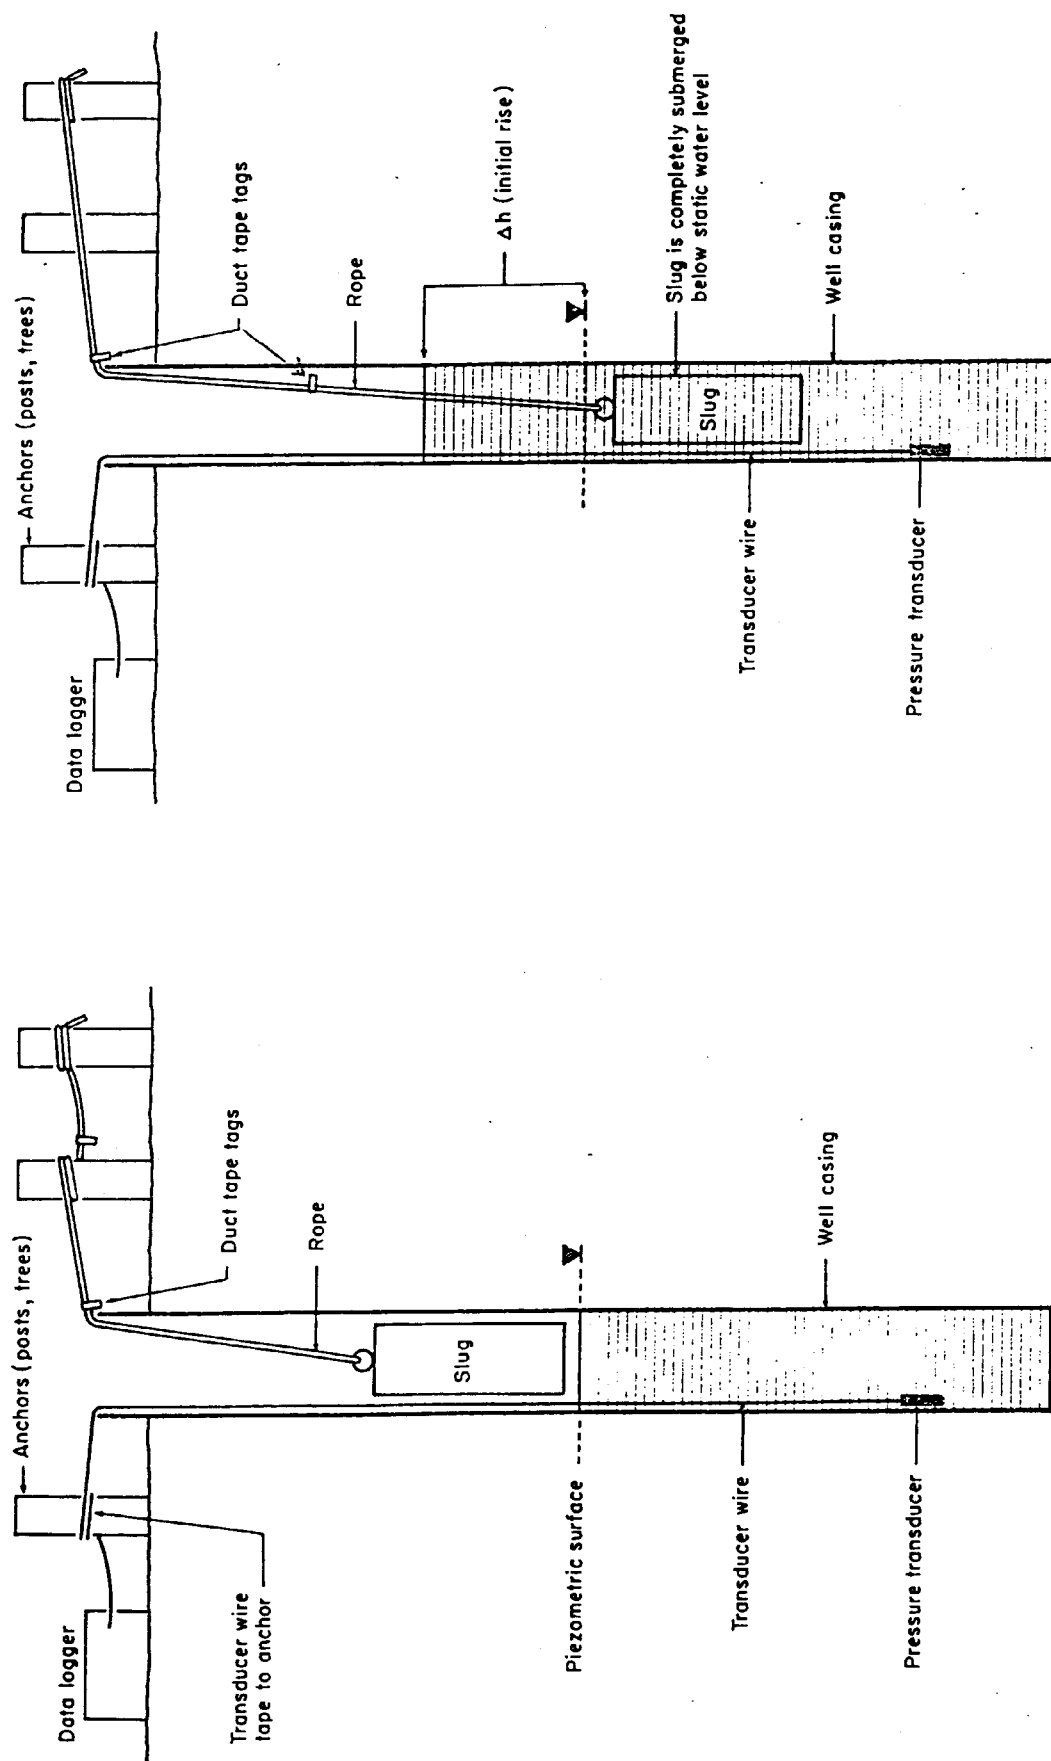 Data logger
Anchors (posts, trees)
Transducer wire
tape to anchor
Duct tape tags
Rope
Slug
Piezometric surface
Transducer wire
Well casing
Pressure transducer
Data logger
Anchors (posts, trees)
Duct tape tags
Rope
Δh (initial rise)
Slug
Slug is completely submerged
below static water level
Transducer wire
Well casing
Pressure transducer